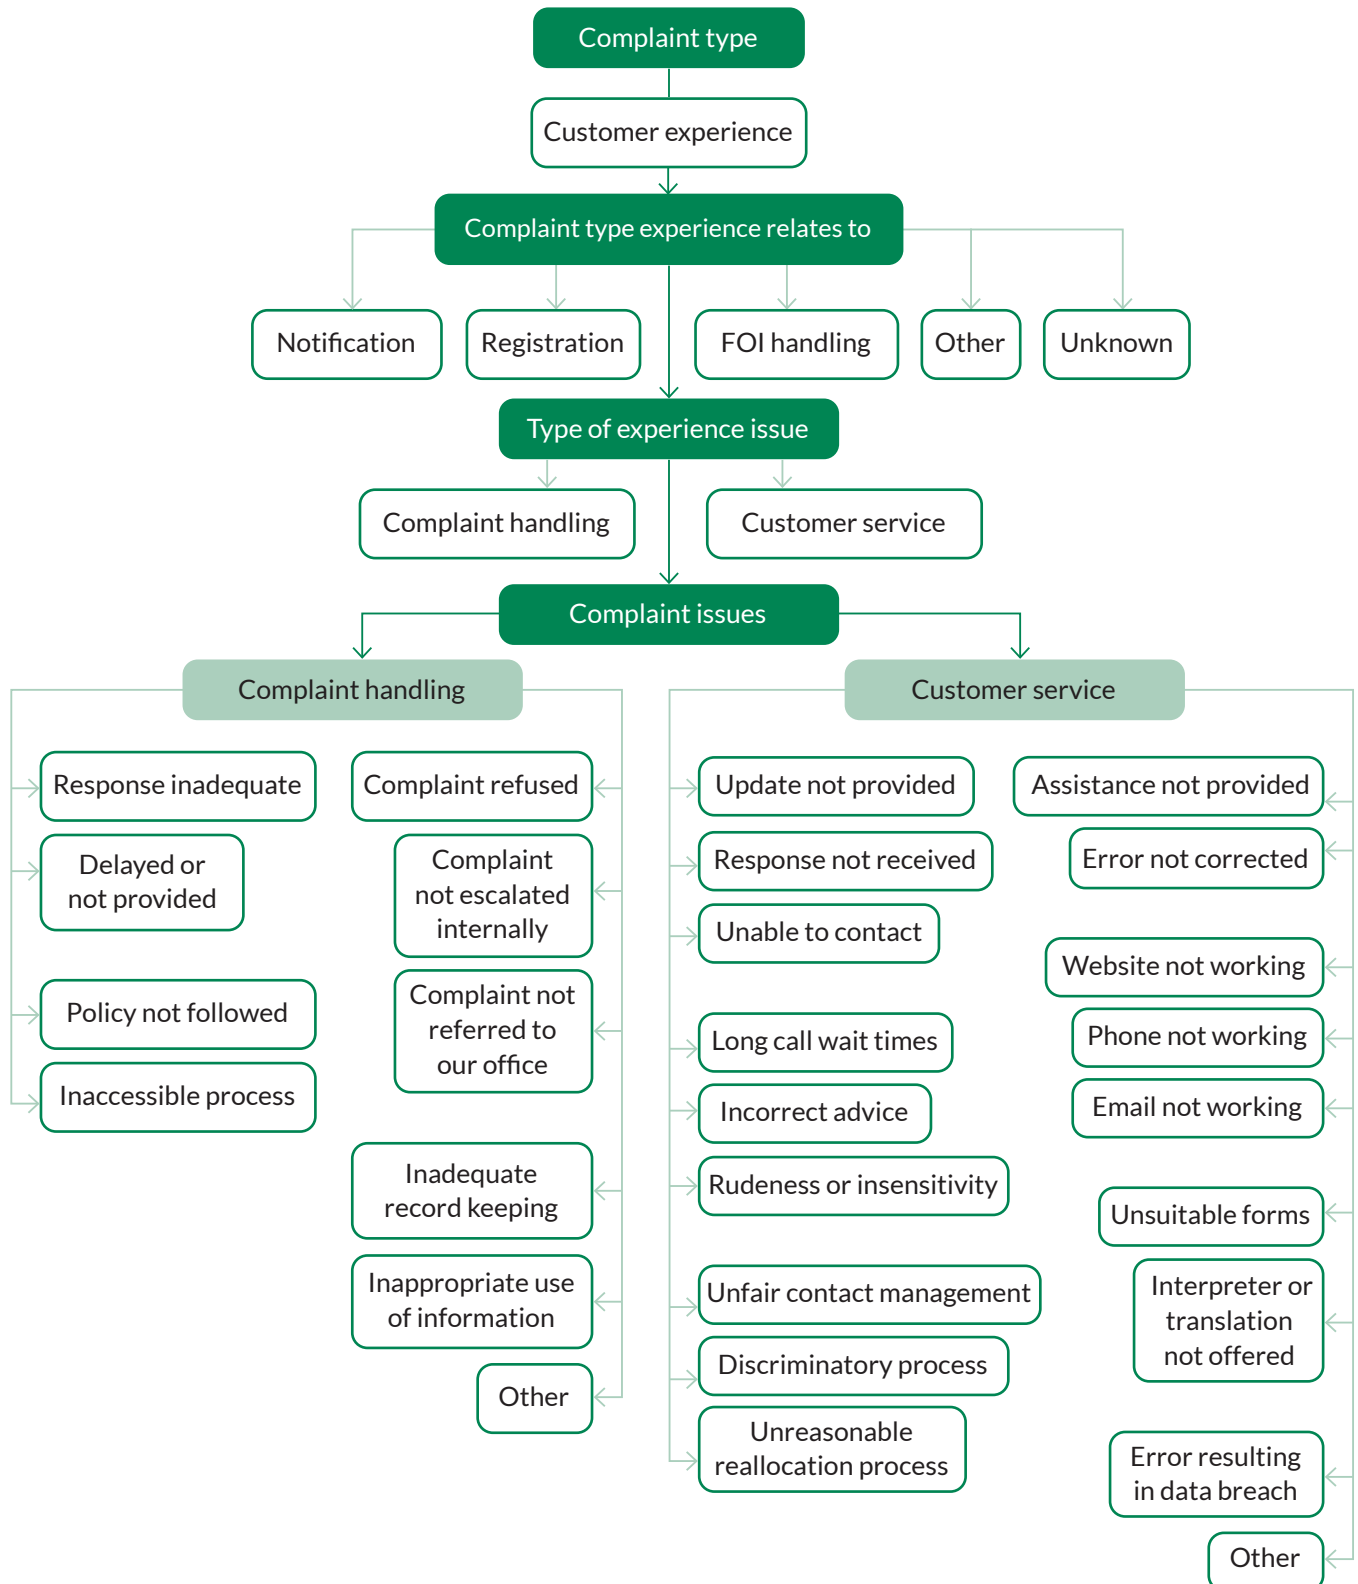 Complaint type
Customer experience
Complaint type experience relates to
Notification
Registration
FOI handling
Other
Unknown
Type of experience issue
Complaint handling
Customer service
Complaint issues
Complaint handling
Response inadequate
Delayed or
not provided
Policy not followed
Inaccessible process
Complaint refused
Complaint
not escalated
internally
Complaint not
referred to
our office
Inadequate
record keeping
Inappropriate use
of information
Other
Customer service
Update not provided
Response not received
Unable to contact
Long call wait times
Incorrect advice
Rudeness or insensitivity
Unfair contact management
Discriminatory process
Unreasonable
reallocation process
Assistance not provided
Error not corrected
Website not working
Phone not working
Email not working
Unsuitable forms
Interpreter or
translation
not offered
Error resulting
in data breach
Other